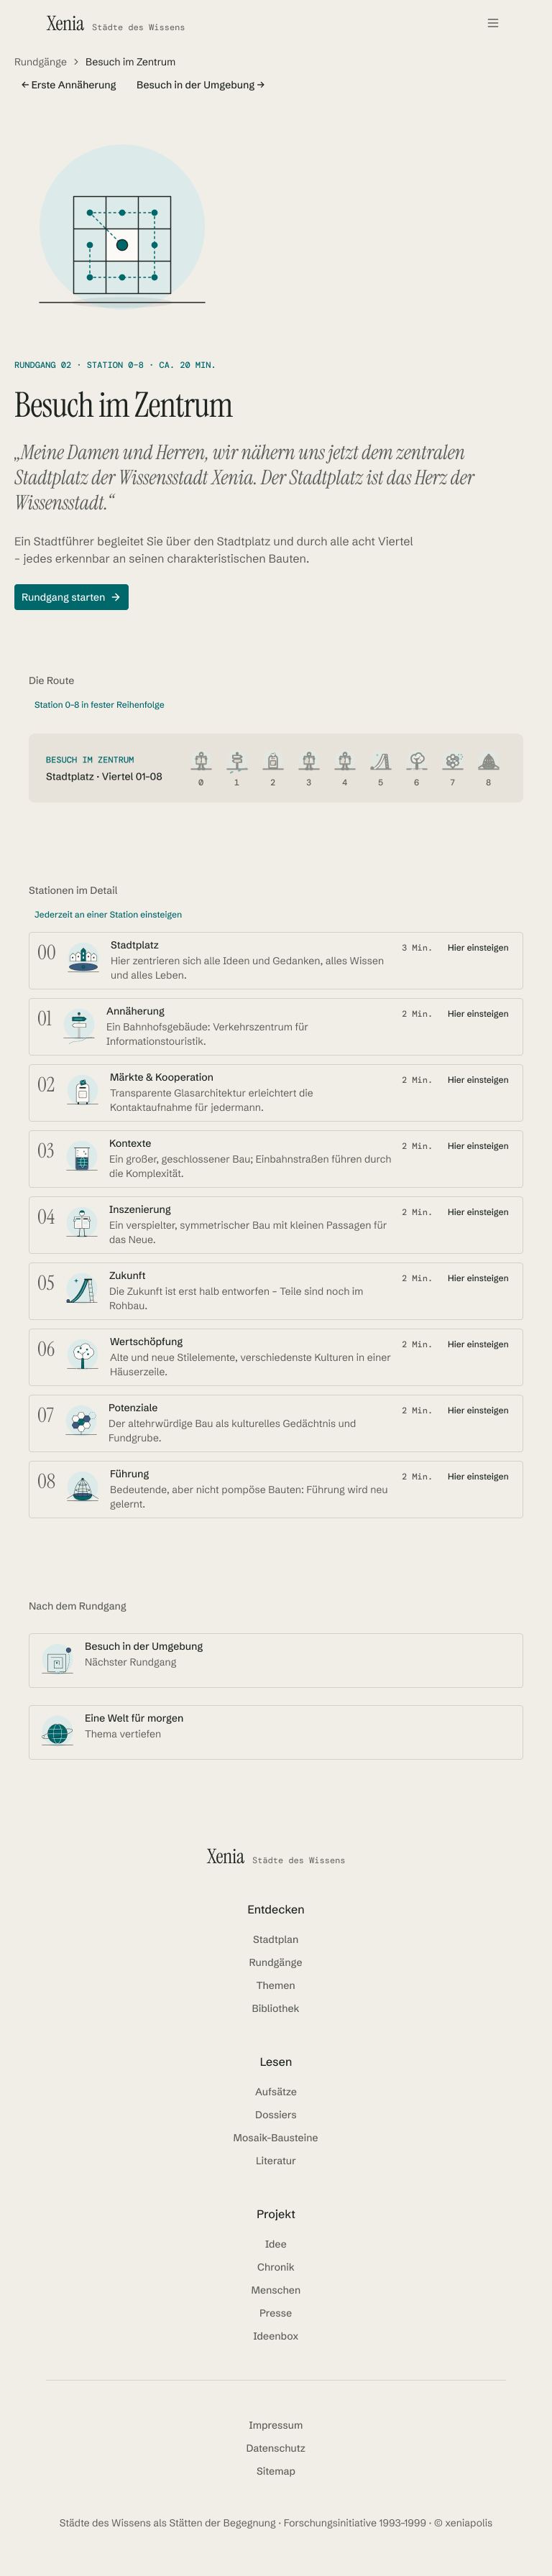 Xenia Städte des Wissens
Rundgänge > Besuch im Zentrum
← Erste Annäherung Besuch in der Umgebung →
RUNDGANG 02 · STATION 0–8 · CA. 20 MIN.
Besuch im Zentrum
„Meine Damen und Herren, wir nähern uns jetzt dem zentralen
Stadtplatz der Wissensstadt Xenia. Der Stadtplatz ist das Herz der
Wissensstadt.“
Ein Stadtführer begleitet Sie über den Stadtplatz und durch alle acht Viertel
– jedes erkennbar an seinen charakteristischen Bauten.
Rundgang starten →
Die Route
Station 0–8 in fester Reihenfolge
BESUCH IM ZENTRUM
Stadtplatz · Viertel 01–08
0 1 2 3 4 5 6 7 8
Stationen im Detail
Jederzeit an einer Station einsteigen
00 Stadtplatz 3 Min. Hier einsteigen
Hier zentrieren sich alle Ideen und Gedanken, alles Wissen
und alles Leben.
01 Annäherung 2 Min. Hier einsteigen
Ein Bahnhofsgebäude: Verkehrszentrum für
Informationstouristik.
02 Märkte & Kooperation 2 Min. Hier einsteigen
Transparente Glasarchitektur erleichtert die
Kontaktaufnahme für jedermann.
03 Kontexte 2 Min. Hier einsteigen
Ein großer, geschlossener Bau; Einbahnstraßen führen durch
die Komplexität.
04 Inszenierung 2 Min. Hier einsteigen
Ein verspielter, symmetrischer Bau mit kleinen Passagen für
das Neue.
05 Zukunft 2 Min. Hier einsteigen
Die Zukunft ist erst halb entworfen – Teile sind noch im
Rohbau.
06 Wertschöpfung 2 Min. Hier einsteigen
Alte und neue Stilelemente, verschiedenste Kulturen in einer
Häuserzeile.
07 Potenziale 2 Min. Hier einsteigen
Der altehrwürdige Bau als kulturelles Gedächtnis und
Fundgrube.
08 Führung 2 Min. Hier einsteigen
Bedeutende, aber nicht pompöse Bauten: Führung wird neu
gelernt.
Nach dem Rundgang
Besuch in der Umgebung
Nächster Rundgang
Eine Welt für morgen
Thema vertiefen
Xenia Städte des Wissens
Entdecken
Stadtplan
Rundgänge
Themen
Bibliothek
Lesen
Aufsätze
Dossiers
Mosaik-Bausteine
Literatur
Projekt
Idee
Chronik
Menschen
Presse
Ideenbox
Impressum
Datenschutz
Sitemap
Städte des Wissens als Stätten der Begegnung · Forschungsinitiative 1993–1999 · © xeniapolis